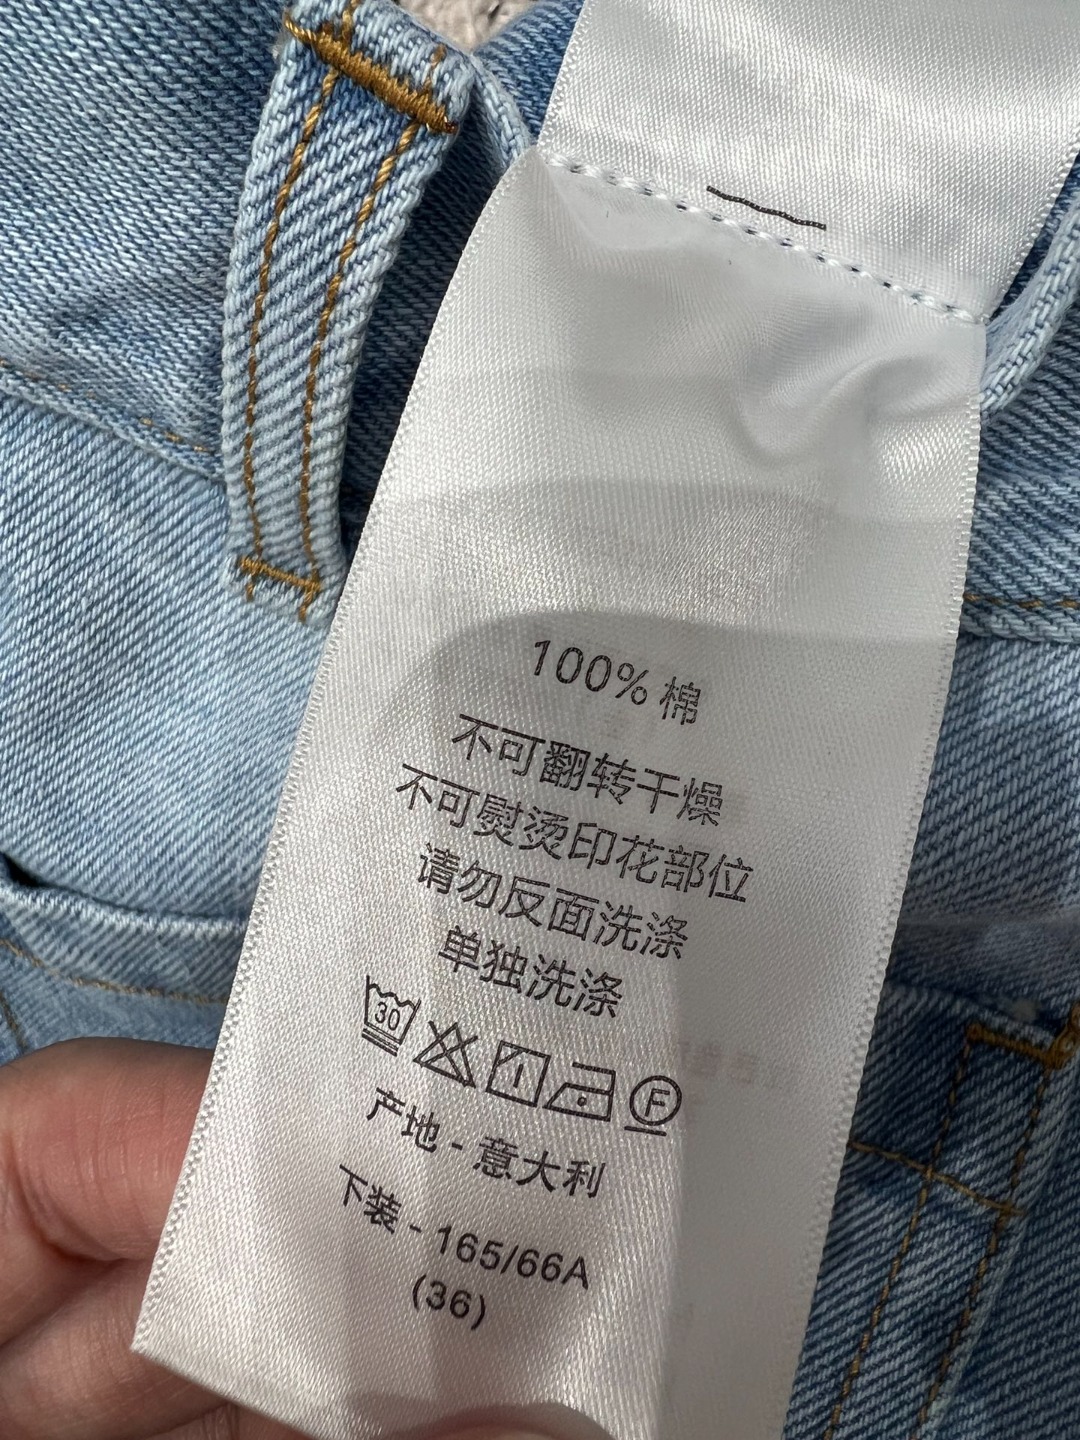 100% 棉
不可翻转干燥
不可熨烫印花部位
请勿反面洗涤
单独洗涤
30 F
产地 - 意大利
下装 - 165/66A
(36)